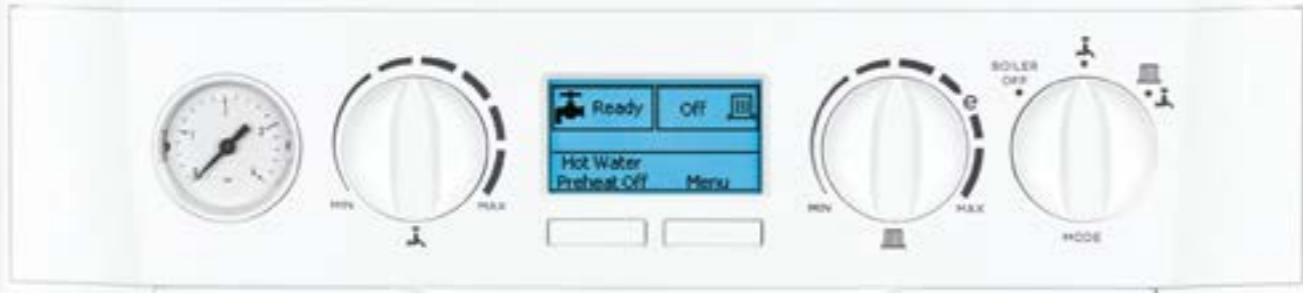 Ready
Off
Hot Water
Preheat Off
Menu
MIN
MAX
MIN
e
MAX
BOILER
OFF
MODE